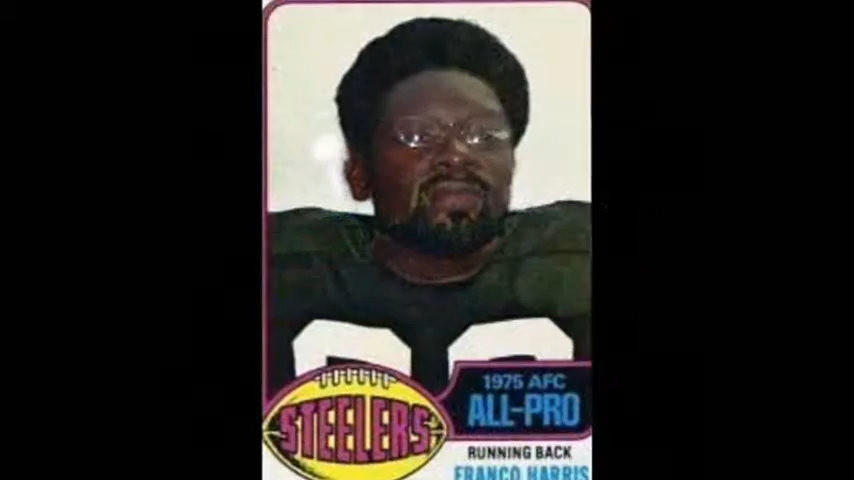 STEELERS
1975 AFC
ALL-PRO
RUNNING BACK
FRANCO HARRIS